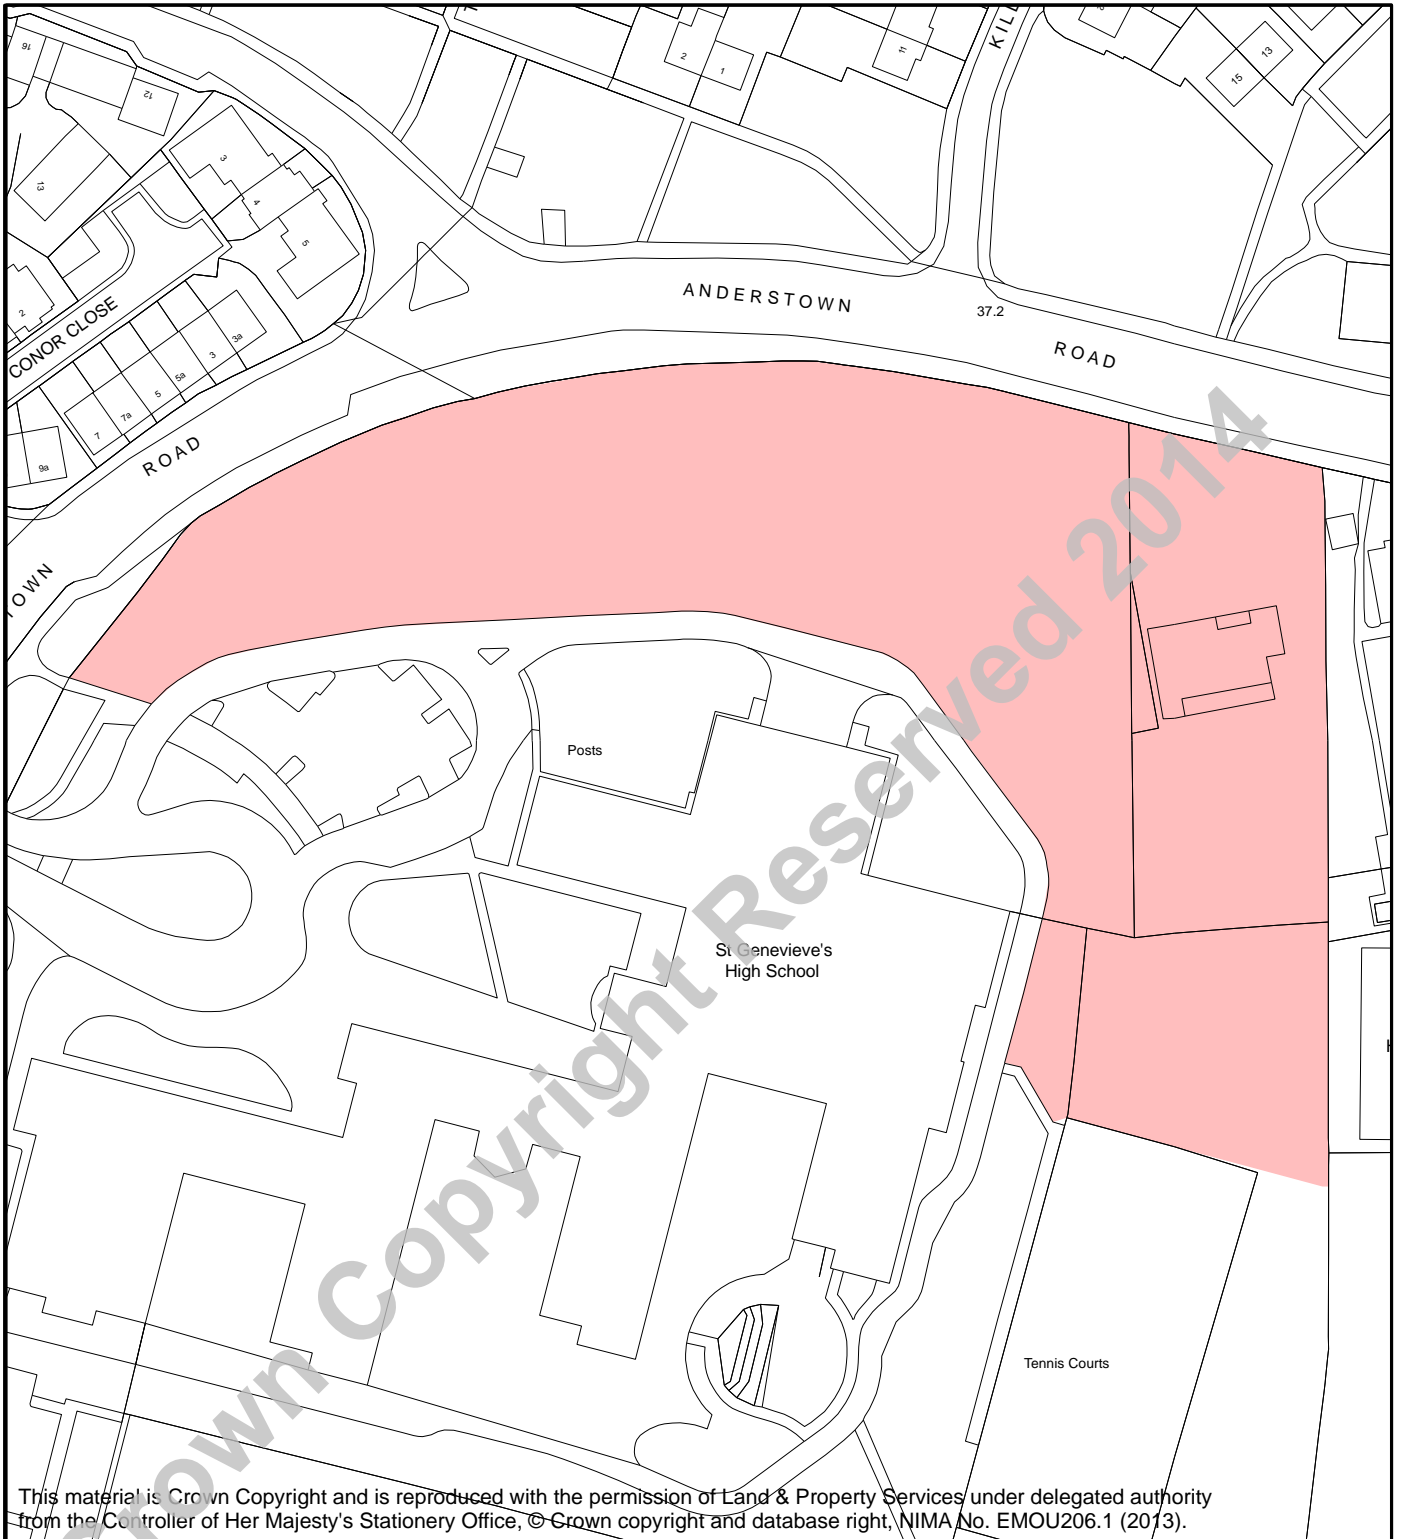 16
12
13
3
4
5
2
CONOR CLOSE
3a
3
5a
5
7a
7
9a
2
1
11
KILL
13
15
ANDERSTOWN
37.2
ROAD
ROAD
TOWN
Posts
St Genevieve's
High School
Tennis Courts
Crown Copyright Reserved 2014
This material is Crown Copyright and is reproduced with the permission of Land & Property Services under delegated authority
from the Controller of Her Majesty's Stationery Office, © Crown copyright and database right, NIMA No. EMOU206.1 (2013).